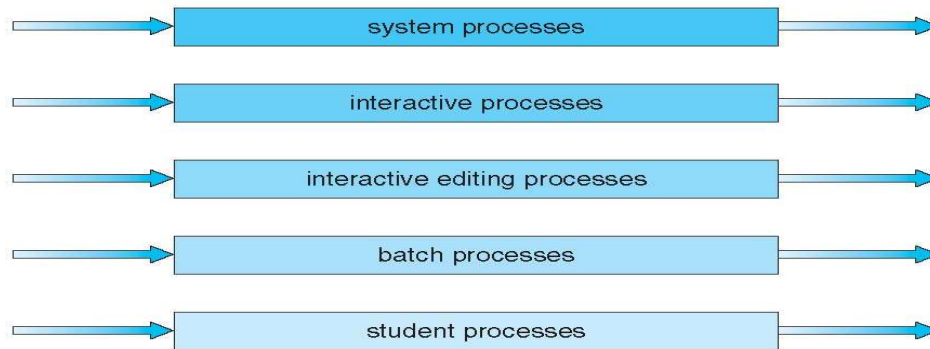 system processes
interactive processes
interactive editing processes
batch processes
student processes